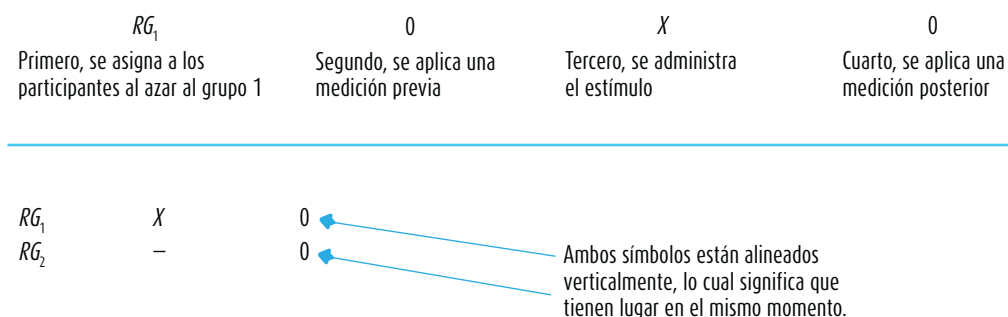 RG₁ 0 X 0
Primero, se asigna a los Segundo, se aplica una Tercero, se administra Cuarto, se aplica una
participantes al azar al grupo 1 medición previa el estímulo medición posterior
RG₁ X 0
RG₂ – 0
Ambos símbolos están alineados
verticalmente, lo cual significa que
tienen lugar en el mismo momento.